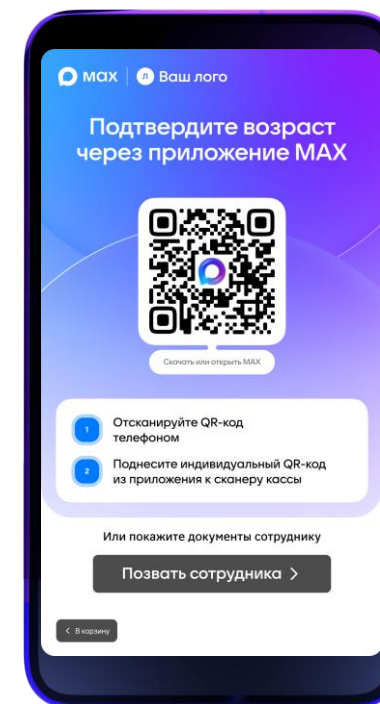 max | Л Ваш лого
Подтвердите возраст
через приложение MAX
Скачать или открыть MAX
1 Отсканируйте QR-код
телефоном
2 Поднесите индивидуальный QR-код
из приложения к сканеру кассы
Или покажите документы сотруднику
Позвать сотрудника >
< В корзину